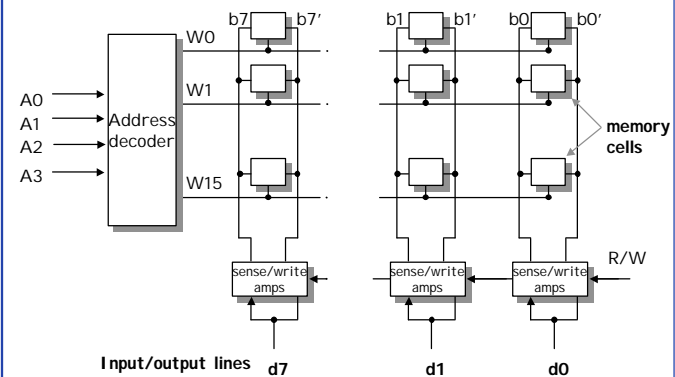 b7 b7' b1 b1' b0 b0'
W0
W1
A0
A1
A2
A3
Address
decoder
memory
cells
W15
R/W
sense/write
amps
sense/write
amps
sense/write
amps
Input/output lines d7 d1 d0